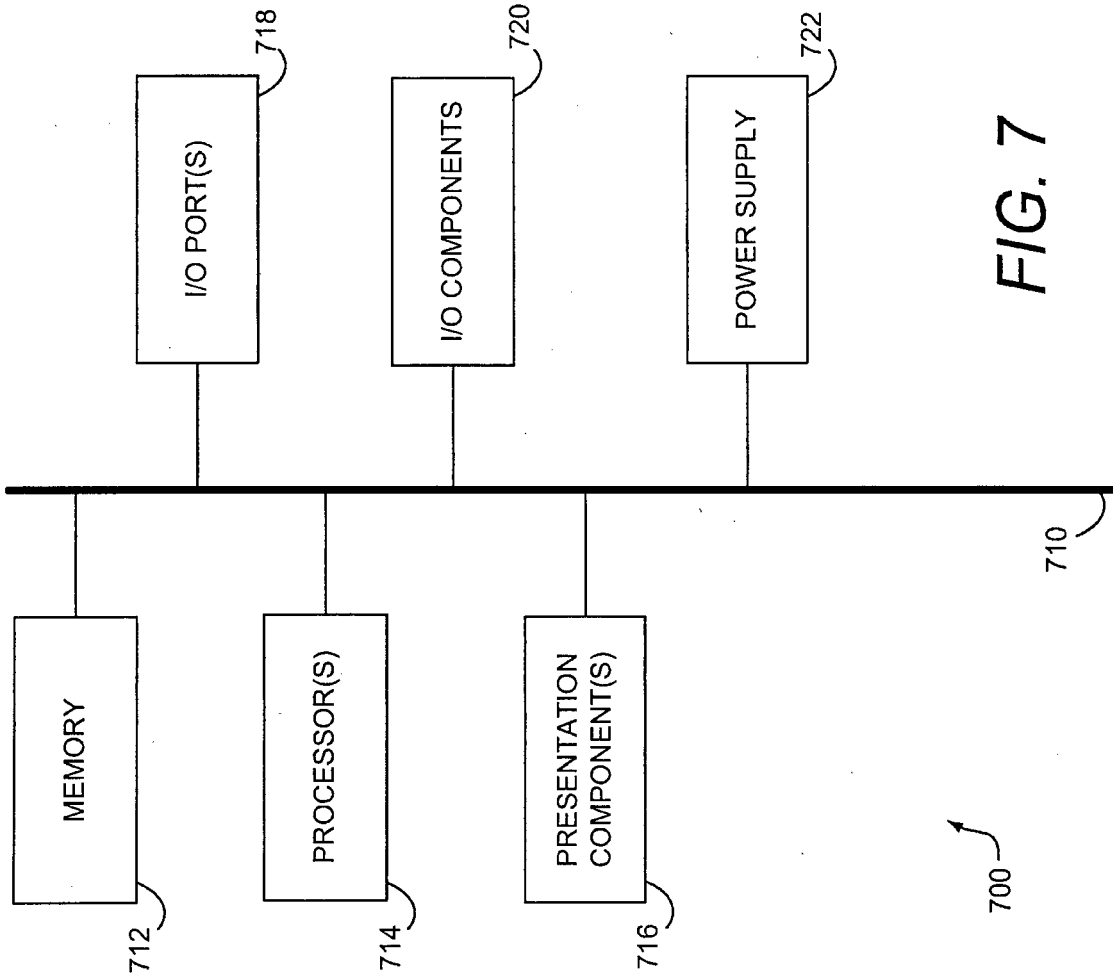 MEMORY
712
PROCESSOR(S)
714
PRESENTATION
COMPONENT(S)
716
I/O PORT(S)
718
I/O COMPONENTS
720
POWER SUPPLY
722
710
700
FIG. 7